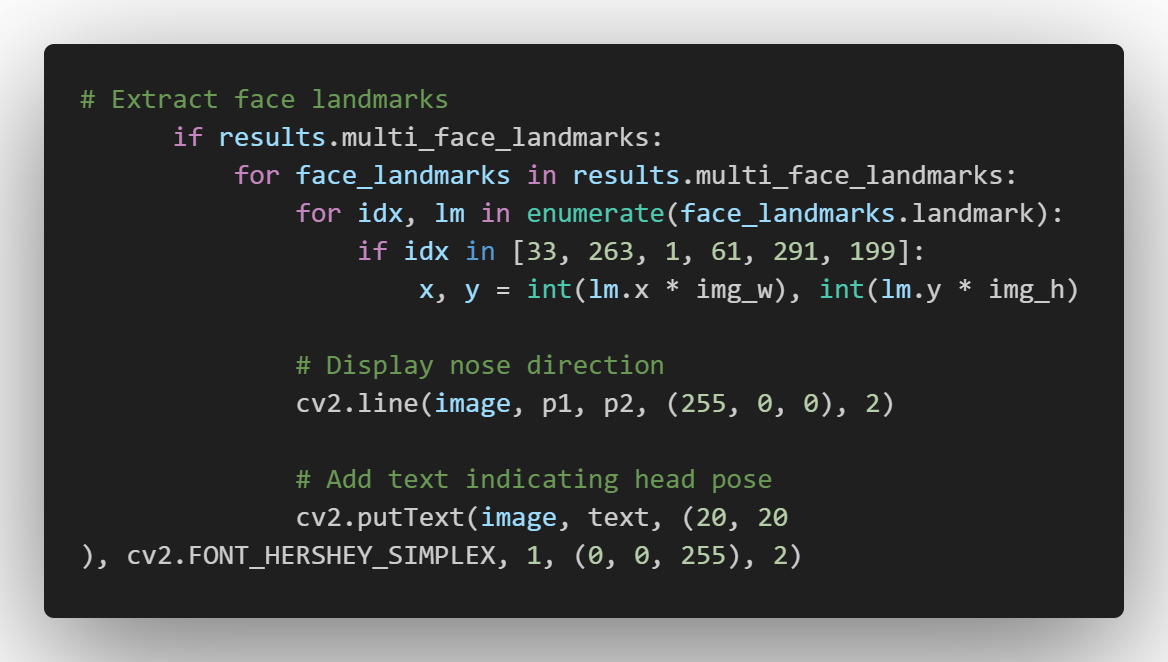 # Extract face landmarks
      if results.multi_face_landmarks:
          for face_landmarks in results.multi_face_landmarks:
              for idx, lm in enumerate(face_landmarks.landmark):
                  if idx in [33, 263, 1, 61, 291, 199]:
                      x, y = int(lm.x * img_w), int(lm.y * img_h)

              # Display nose direction
              cv2.line(image, p1, p2, (255, 0, 0), 2)

              # Add text indicating head pose
              cv2.putText(image, text, (20, 20
), cv2.FONT_HERSHEY_SIMPLEX, 1, (0, 0, 255), 2)